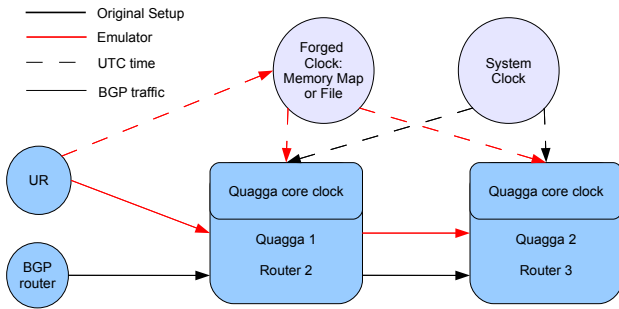 Original Setup
Emulator
UTC time
BGP traffic
Forged
Clock:
Memory Map
or File
System
Clock
UR
Quagga core clock
Quagga core clock
Quagga 1
Quagga 2
BGP
router
Router 2
Router 3